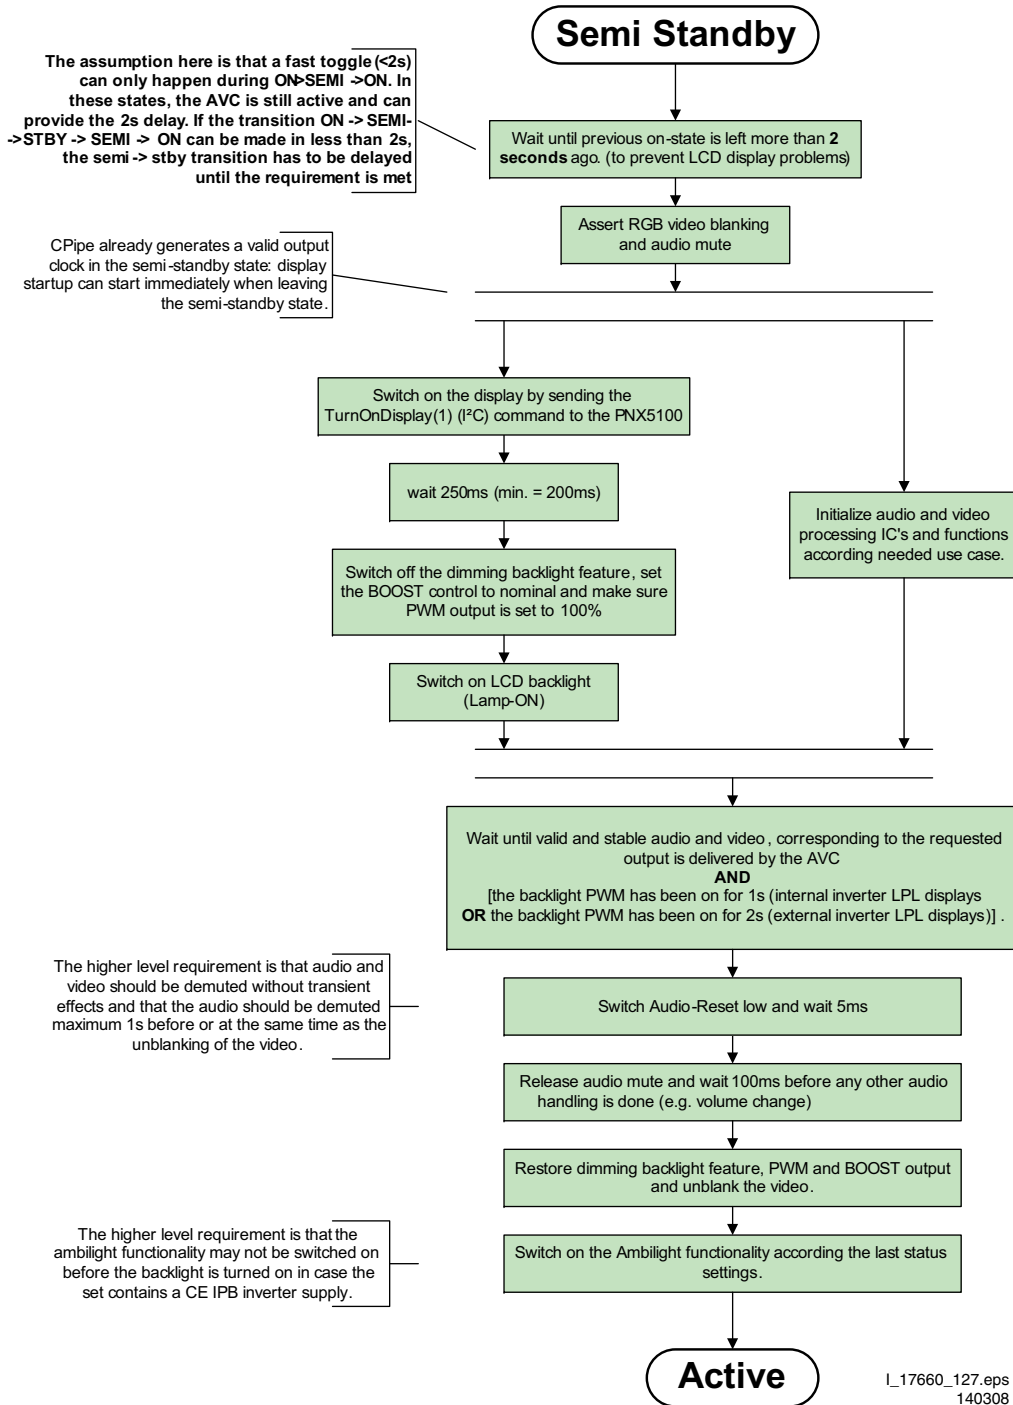 Semi Standby
The assumption here is that a fast toggle (<2s)
can only happen during ON>SEMI ->ON. In
these states, the AVC is still active and can
provide the 2s delay. If the transition ON -> SEMI-
->STBY -> SEMI -> ON can be made in less than 2s,
the semi -> stby transition has to be delayed
until the requirement is met
Wait until previous on-state is left more than 2
seconds ago. (to prevent LCD display problems)
Assert RGB video blanking
and audio mute
CPipe already generates a valid output
clock in the semi-standby state: display
startup can start immediately when leaving
the semi-standby state.
Switch on the display by sending the
TurnOnDisplay(1) (I²C) command to the PNX5100
wait 250ms (min. = 200ms)
Initialize audio and video
processing IC's and functions
according needed use case.
Switch off the dimming backlight feature, set
the BOOST control to nominal and make sure
PWM output is set to 100%
Switch on LCD backlight
(Lamp-ON)
Wait until valid and stable audio and video, corresponding to the requested
output is delivered by the AVC
AND
[the backlight PWM has been on for 1s (internal inverter LPL displays
OR the backlight PWM has been on for 2s (external inverter LPL displays)] .
The higher level requirement is that audio and
video should be demuted without transient
effects and that the audio should be demuted
maximum 1s before or at the same time as the
unblanking of the video.
Switch Audio-Reset low and wait 5ms
Release audio mute and wait 100ms before any other audio
handling is done (e.g. volume change)
Restore dimming backlight feature, PWM and BOOST output
and unblank the video.
The higher level requirement is that the
ambilight functionality may not be switched on
before the backlight is turned on in case the
set contains a CE IPB inverter supply.
Switch on the Ambilight functionality according the last status
settings.
Active
I_17660_127.eps
140308